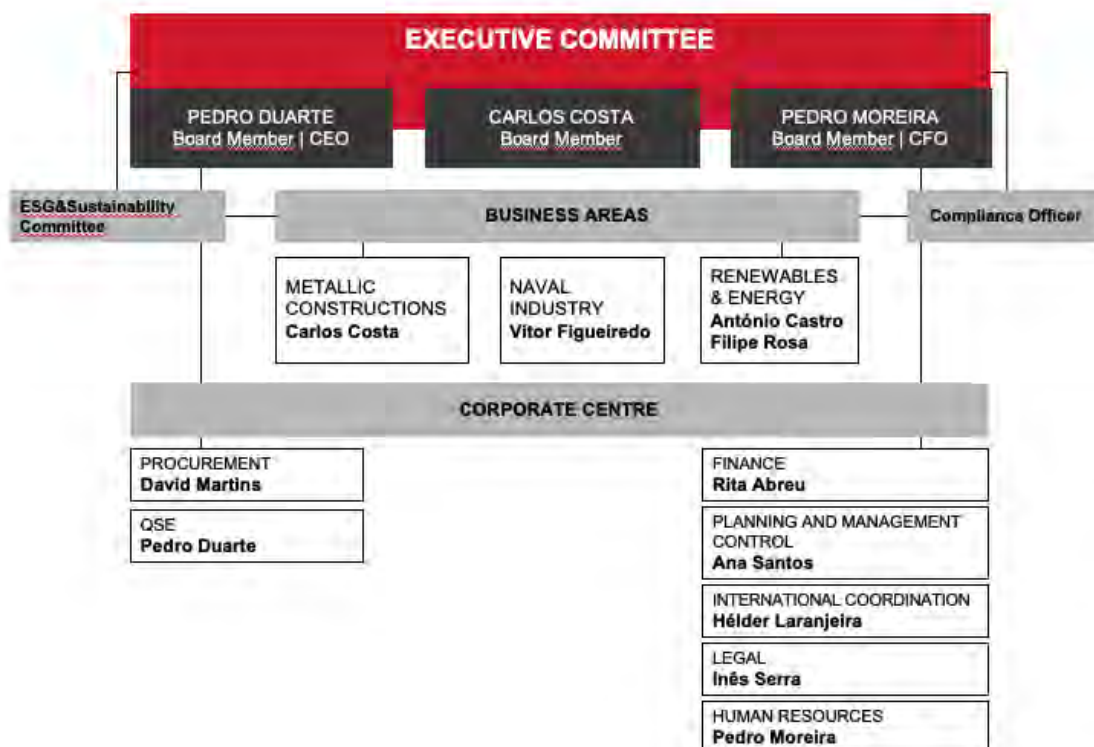 EXECUTIVE COMMITTEE
PEDRO DUARTE
Board Member | CEO
CARLOS COSTA
Board Member
PEDRO MOREIRA
Board Member | CFO
ESG&Sustainability
Committee
BUSINESS AREAS
Compliance Officer
METALLIC
CONSTRUCTIONS
Carlos Costa
NAVAL
INDUSTRY
Vitor Figueiredo
RENEWABLES
& ENERGY
António Castro
Filipe Rosa
CORPORATE CENTRE
PROCUREMENT
David Martins
QSE
Pedro Duarte
FINANCE
Rita Abreu
PLANNING AND MANAGEMENT
CONTROL
Ana Santos
INTERNATIONAL COORDINATION
Hélder Laranjeira
LEGAL
Inês Serra
HUMAN RESOURCES
Pedro Moreira